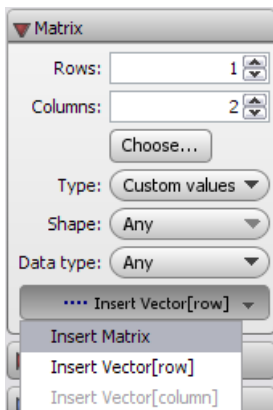 Matrix
Rows: 1
Columns: 2
Choose...
Type: Custom values
Shape: Any
Data type: Any
Insert Vector[row]
Insert Matrix
Insert Vector[row]
Insert Vector[column]